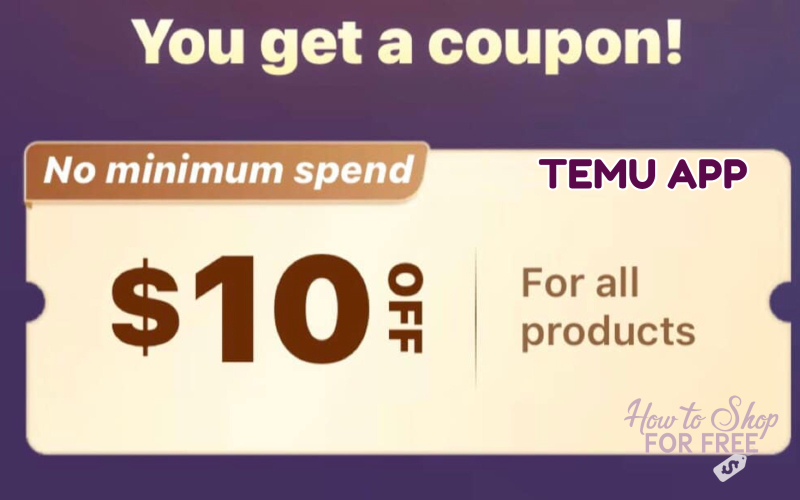 You get a coupon!
No minimum spend
TEMU APP
$10 OFF
For all
products
How to Shop
FOR FREE
$